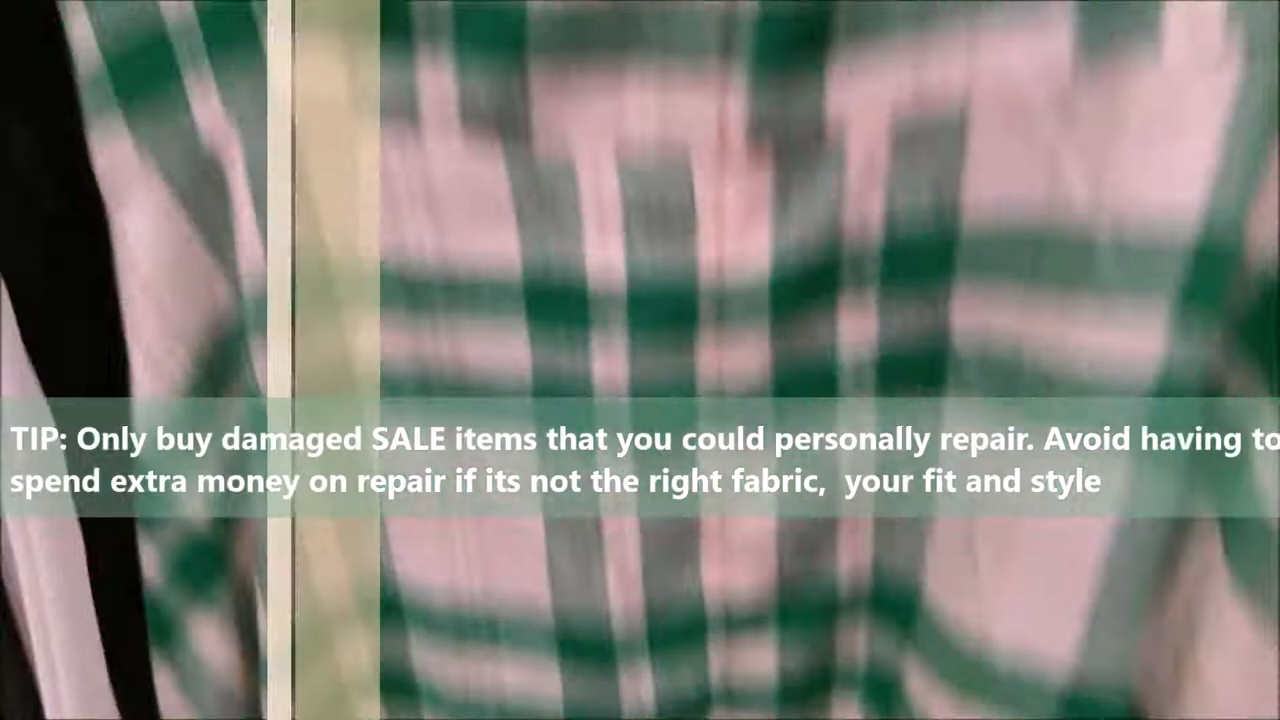 TIP: Only buy damaged SALE items that you could personally repair. Avoid having to
spend extra money on repair if its not the right fabric,  your fit and style